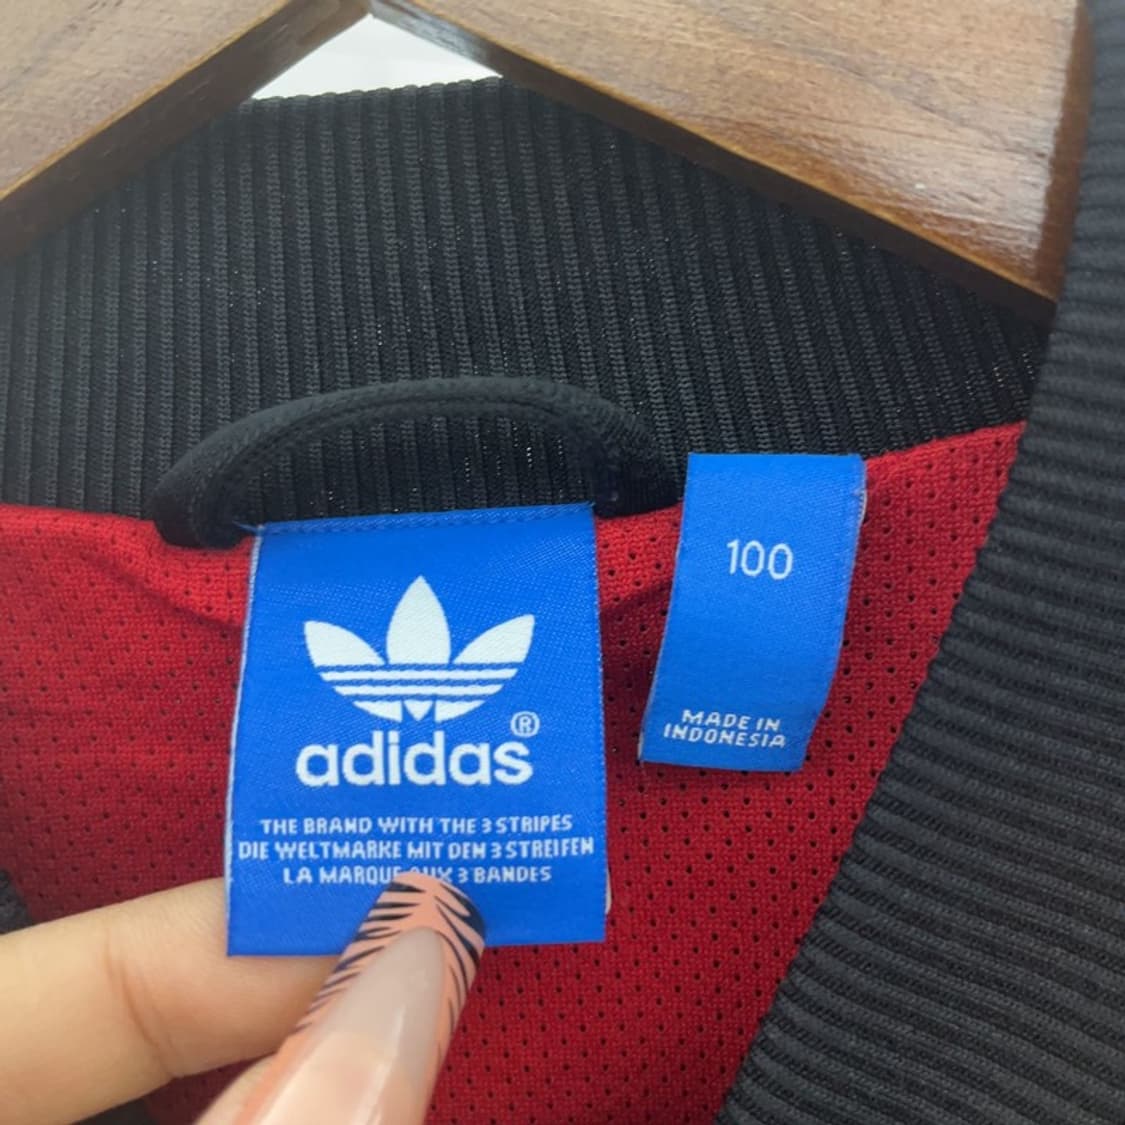 100
MADE IN
INDONESIA
adidas®
THE BRAND WITH THE 3 STRIPES
DIE WELTMARKE MIT DEN 3 STREIFEN
LA MARQUE AUX 3 BANDES